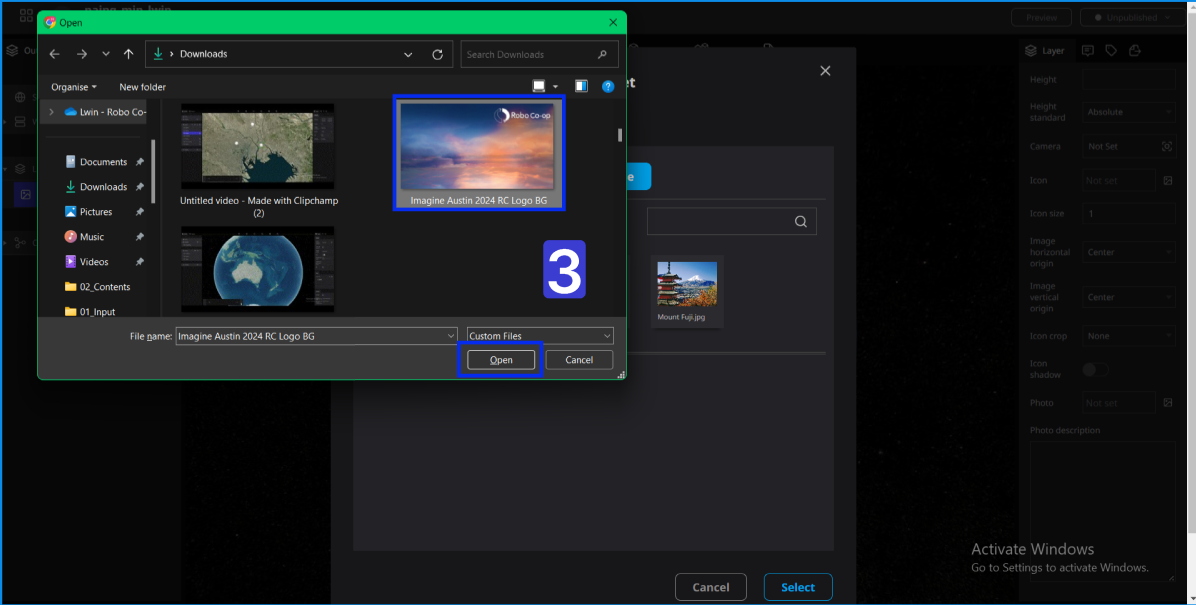 Open
Downloads
Search Downloads
Organise
New folder
Lwin - Robo Co-
Documents
Downloads
Pictures
Music
Videos
02_Contents
01_Input
Untitled video - Made with Clipchamp
(2)
Robo Co-op
Imagine Austin 2024 RC Logo BG
3
File name:
Imagine Austin 2024 RC Logo BG
Custom Files
Open
Cancel
Mount Fuji.jpg
Cancel
Select
Preview
Unpublished
Layer
Height
Height
standard
Absolute
Camera
Not Set
Icon
Not set
Icon size
1
Image
horizontal
origin
Center
Image
vertical
origin
Center
Icon crop
None
Icon
shadow
Photo
Not set
Photo description
Activate Windows
Go to Settings to activate Windows.